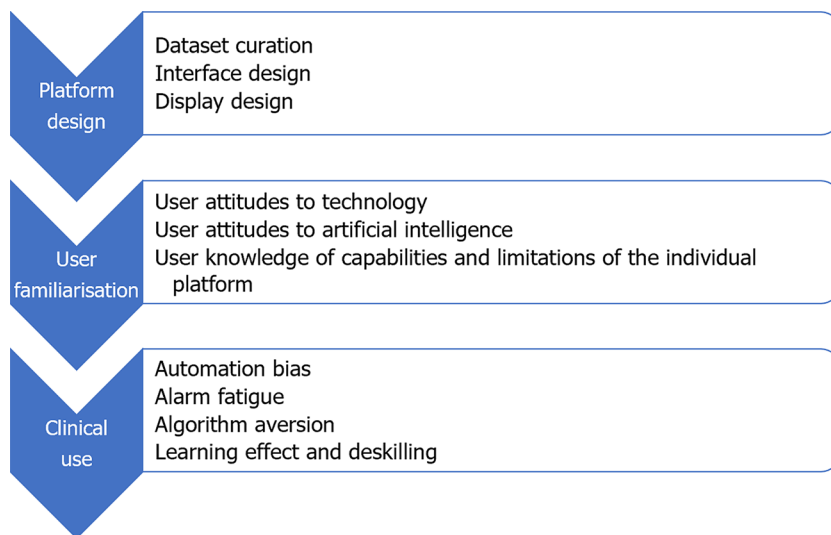 Platform
design
Dataset curation
Interface design
Display design
User
familiarisation
User attitudes to technology
User attitudes to artificial intelligence
User knowledge of capabilities and limitations of the individual
platform
Clinical
use
Automation bias
Alarm fatigue
Algorithm aversion
Learning effect and deskilling